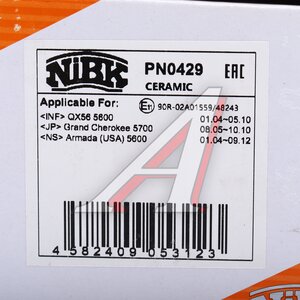 NiBK PN0429 EAC
CERAMIC
Applicable For: E11 90R-02A01559/48243
<INF> QX56 5600 01.04~05.10
<JP> Grand Cherokee 5700 08.05~10.10
<NS> Armada (USA) 5600 01.04~09.12
4 582409 053123
NiBK